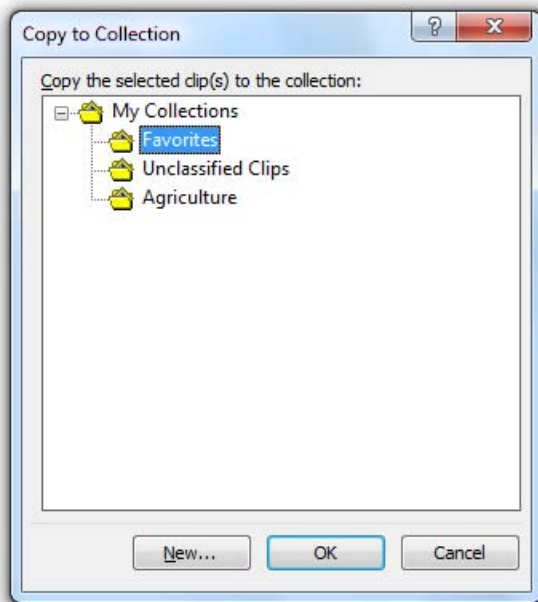 Copy to Collection
Copy the selected clip(s) to the collection:
My Collections
Favorites
Unclassified Clips
Agriculture
New... OK Cancel